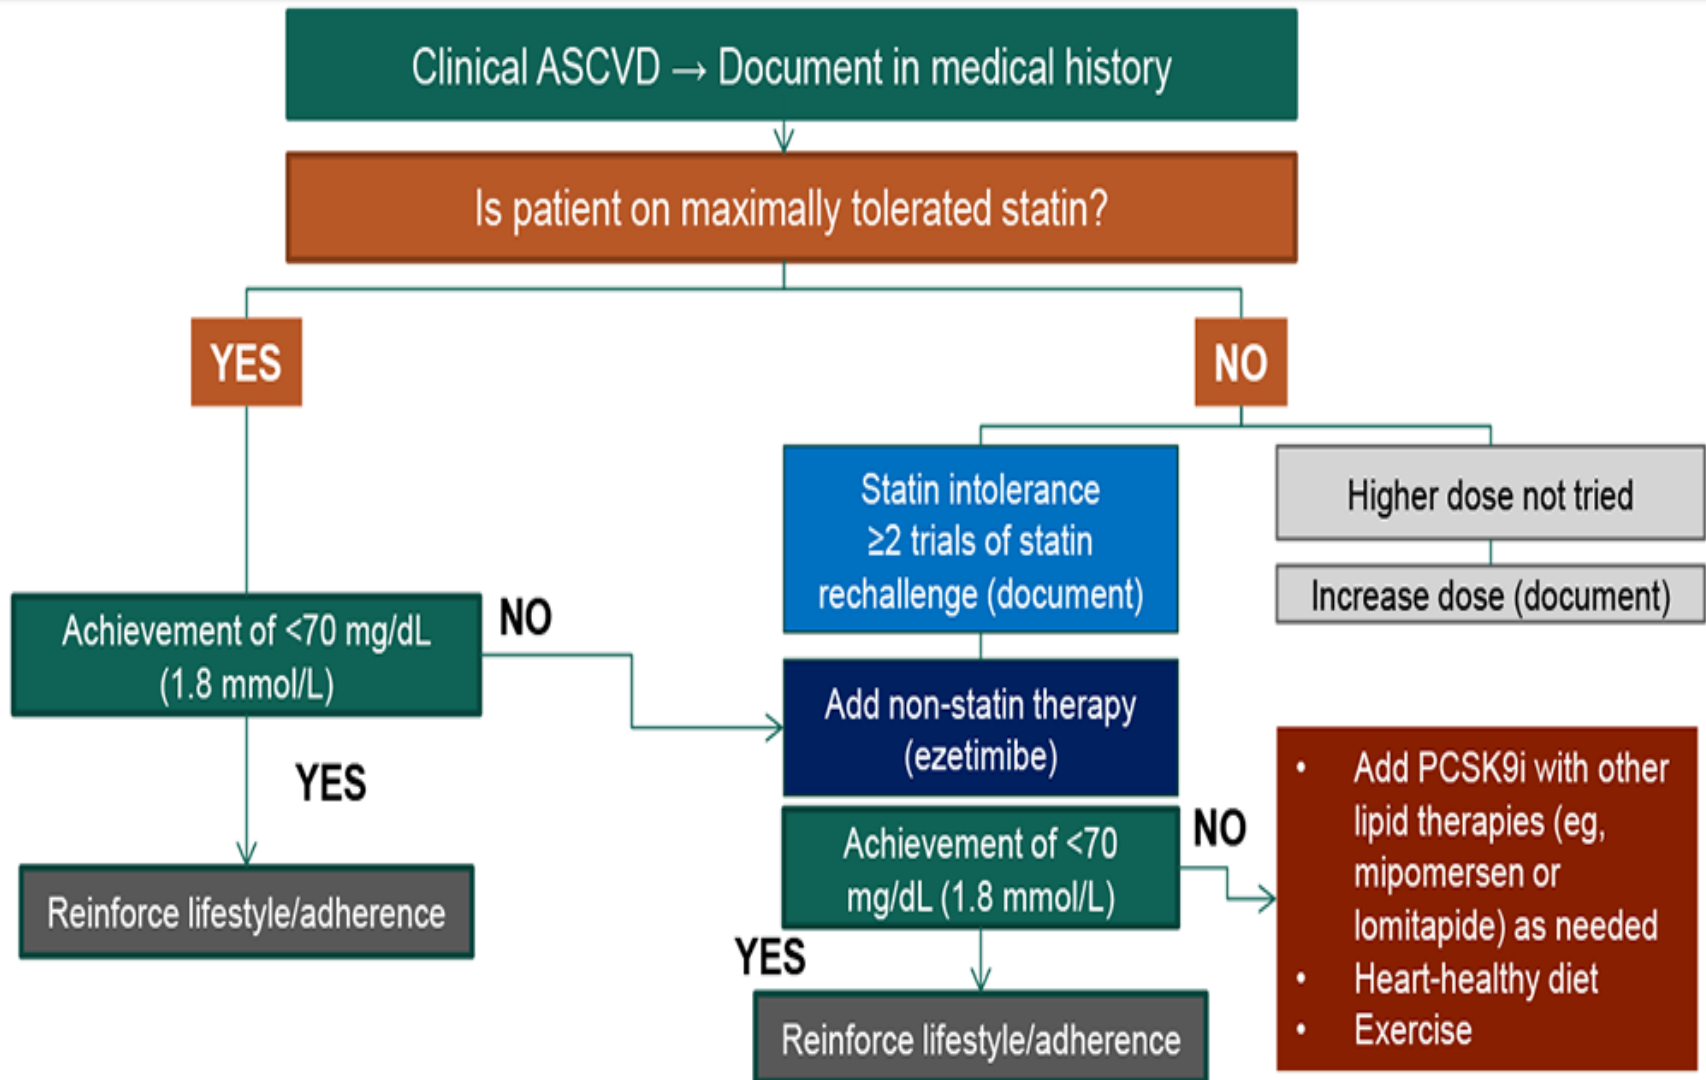 Clinical ASCVD → Document in medical history
Is patient on maximally tolerated statin?
YES
NO
Statin intolerance
≥2 trials of statin
rechallenge (document)
Higher dose not tried
Increase dose (document)
Achievement of <70 mg/dL
(1.8 mmol/L)
NO
Add non-statin therapy
(ezetimibe)
YES
Reinforce lifestyle/adherence
Achievement of <70
mg/dL (1.8 mmol/L)
NO
• Add PCSK9i with other
lipid therapies (eg,
mipomersen or
lomitapide) as needed
• Heart-healthy diet
• Exercise
YES
Reinforce lifestyle/adherence